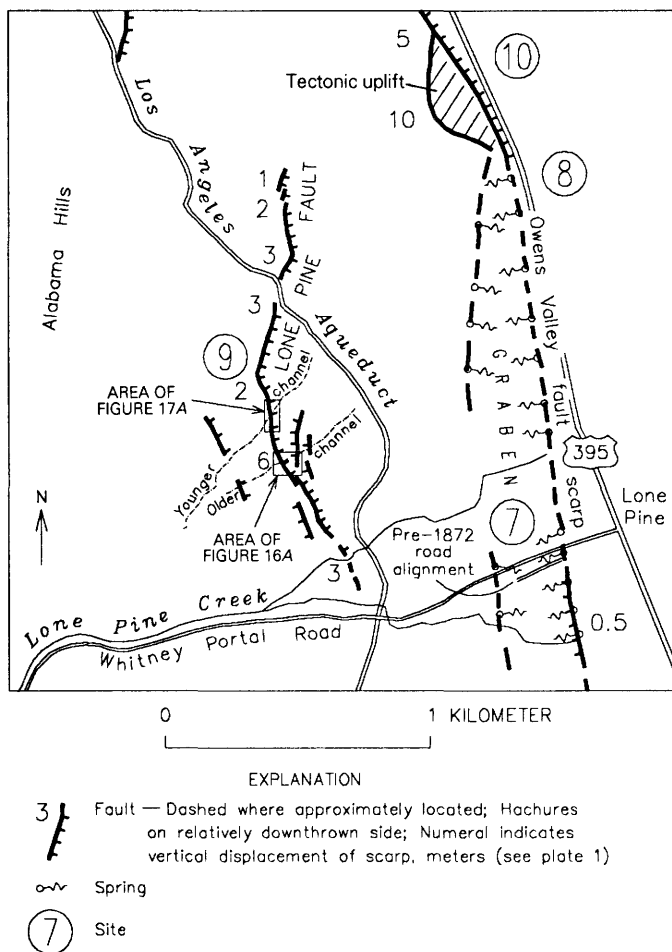 5
10
Tectonic uplift
10
Los Angeles Aqueduct
Alabama Hills
1
2
3
LONE PINE FAULT
8
Owens Valley fault scarp
3
9
AREA OF
FIGURE 17A
2
channel
Younger
6
channel
Older
GRABEN
395
N
AREA OF
FIGURE 16A
7
Lone
Pine
Pre-1872
road
alignment
3
0.5
Lone Pine Creek
Whitney Portal Road
0 1 KILOMETER
EXPLANATION
3 Fault — Dashed where approximately located; Hachures
on relatively downthrown side; Numeral indicates
vertical displacement of scarp, meters (see plate 1)
Spring
7 Site